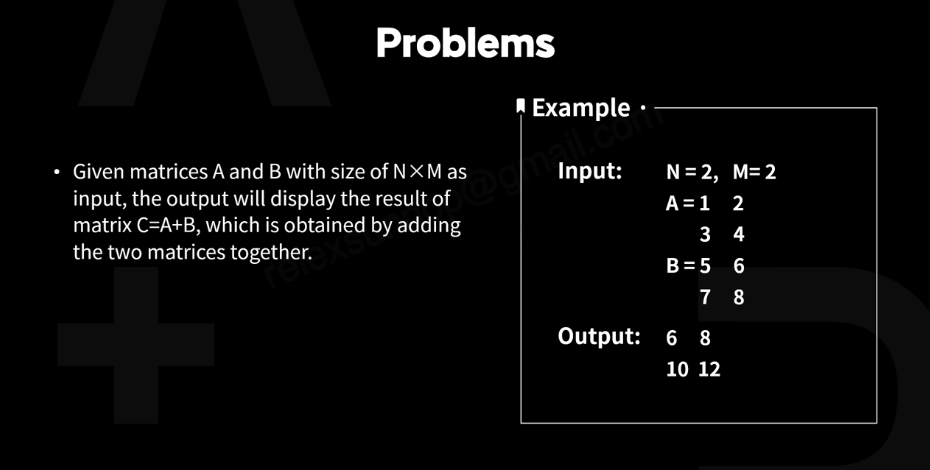 Problems
• Given matrices A and B with size of N×M as
input, the output will display the result of
matrix C=A+B, which is obtained by adding
the two matrices together.
Example
Input: N = 2, M= 2
A = 1 2
3 4
B = 5 6
7 8
Output: 6 8
10 12
@gmail.com